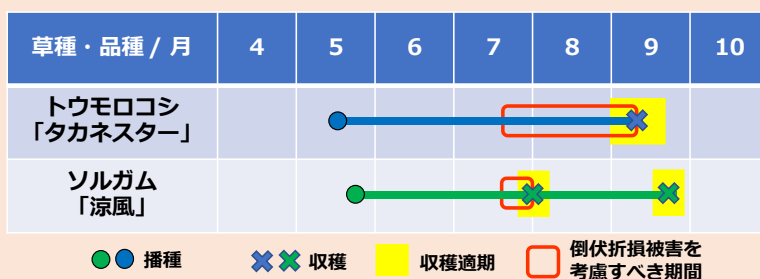 草種・品種 / 月 4 5 6 7 8 9 10
トウモロコシ
「タカネスター」
ソルガム
「涼風」
播種 収穫 収穫適期 倒伏折損被害を
考慮すべき期間